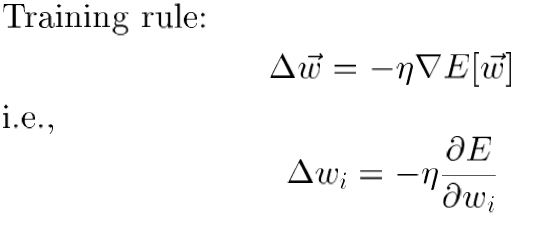 Training rule:
Δw⃗ = −η∇E[w⃗]
i.e.,
Δwᵢ = −η ∂E/∂wᵢ